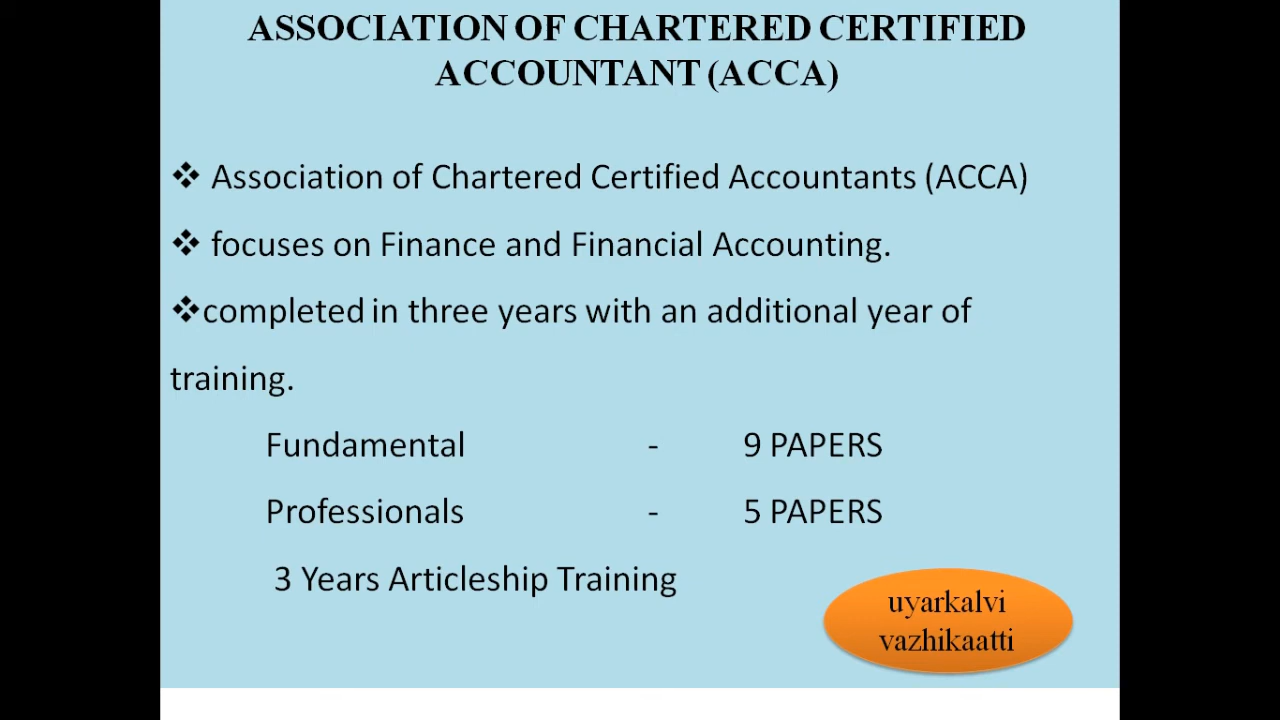 ASSOCIATION OF CHARTERED CERTIFIED
ACCOUNTANT (ACCA)
❖ Association of Chartered Certified Accountants (ACCA)
❖ focuses on Finance and Financial Accounting.
❖completed in three years with an additional year of
training.
Fundamental - 9 PAPERS
Professionals - 5 PAPERS
3 Years Articleship Training
uyarkalvi
vazhikaatti